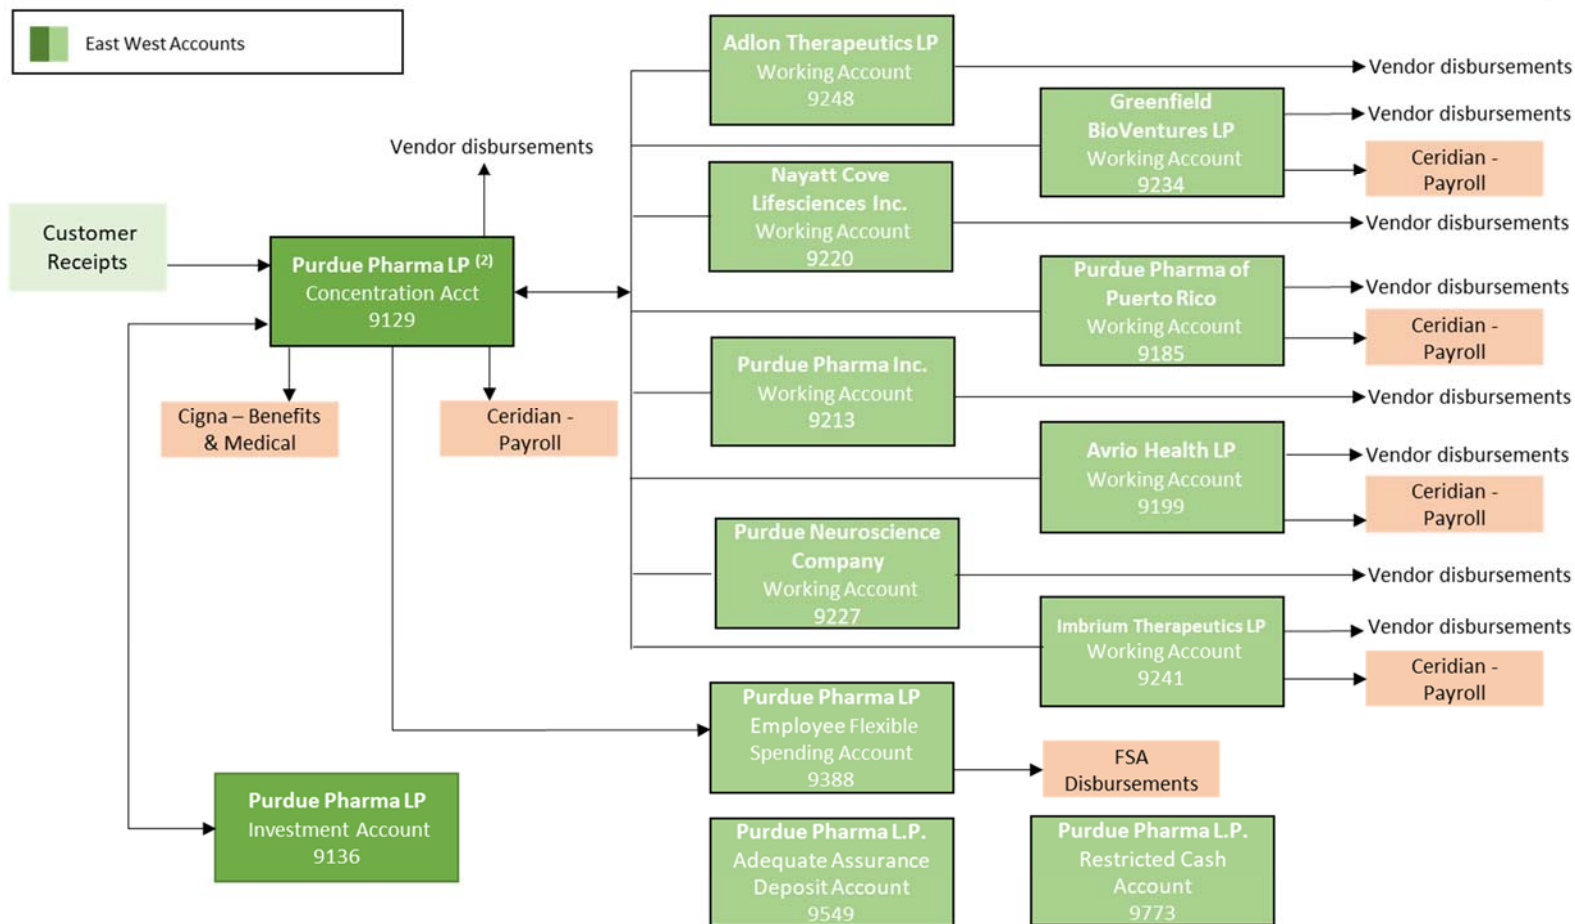 East West Accounts
Customer
Receipts
Vendor disbursements
Purdue Pharma LP (2)
Concentration Acct
9129
Cigna – Benefits
& Medical
Ceridian -
Payroll
Purdue Pharma LP
Investment Account
9136
Adlon Therapeutics LP
Working Account
9248
Vendor disbursements
Greenfield
BioVentures LP
Working Account
9234
Vendor disbursements
Ceridian -
Payroll
Nayatt Cove
Lifesciences Inc.
Working Account
9220
Vendor disbursements
Purdue Pharma of
Puerto Rico
Working Account
9185
Vendor disbursements
Ceridian -
Payroll
Purdue Pharma Inc.
Working Account
9213
Vendor disbursements
Avrio Health LP
Working Account
9199
Vendor disbursements
Ceridian -
Payroll
Purdue Neuroscience
Company
Working Account
9227
Vendor disbursements
Imbrium Therapeutics LP
Working Account
9241
Vendor disbursements
Ceridian -
Payroll
Purdue Pharma LP
Employee Flexible
Spending Account
9388
FSA
Disbursements
Purdue Pharma L.P.
Adequate Assurance
Deposit Account
9549
Purdue Pharma L.P.
Restricted Cash
Account
9773